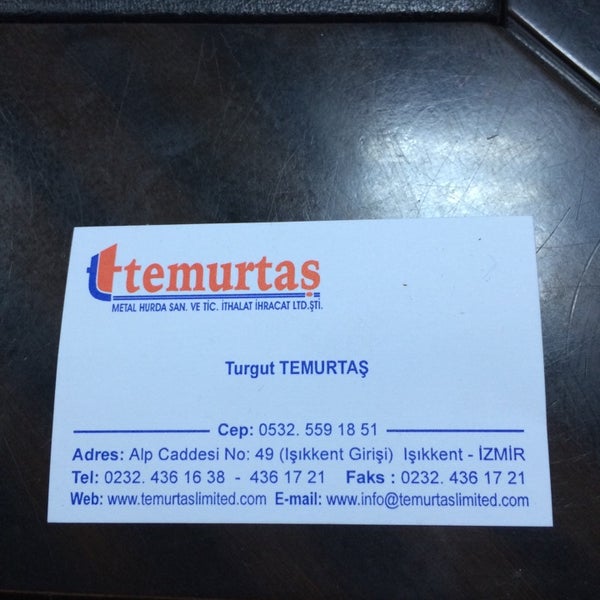 temurtaş
METAL HURDA SAN. VE TİC. İTHALAT İHRACAT LTD.ŞTİ.
Turgut TEMURTAŞ
Cep: 0532. 559 18 51
Adres: Alp Caddesi No: 49 (Işıkkent Girişi) Işıkkent - İZMİR
Tel: 0232. 436 16 38 - 436 17 21 Faks : 0232. 436 17 21
Web: www.temurtaslimited.com E-mail: www.info@temurtaslimited.com